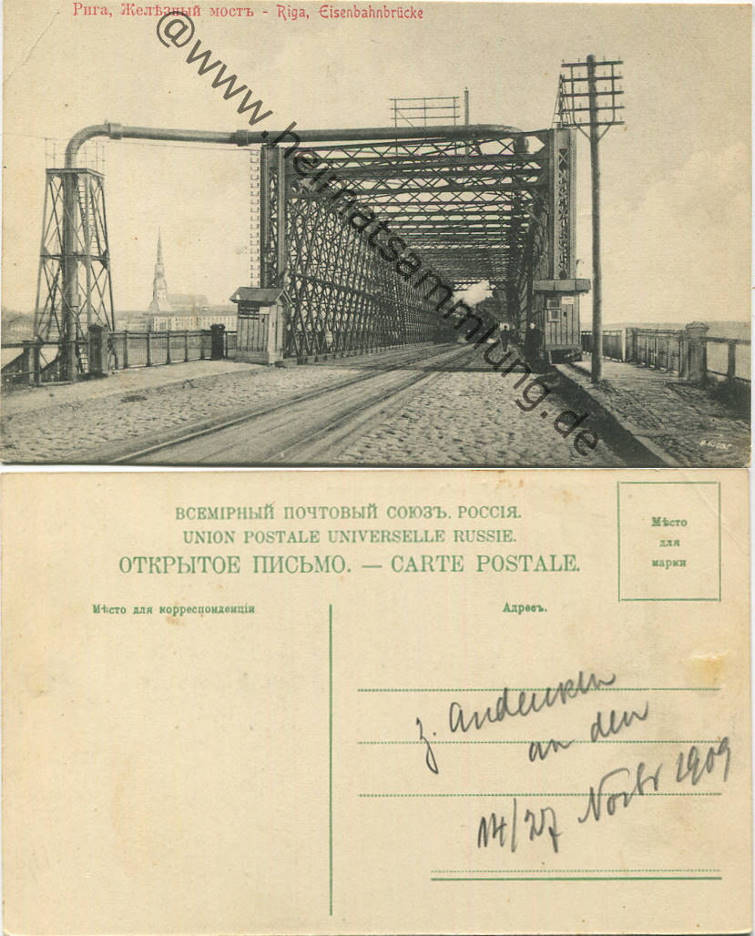 Рига, Желѣзный мостъ - Riga, Eisenbahnbrücke
@www.heimatsammlung.de
ВСЕМІРНЫЙ ПОЧТОВЫЙ СОЮЗЪ. РОССІЯ.
UNION POSTALE UNIVERSELLE RUSSIE.
ОТКРЫТОЕ ПИСЬМО. — CARTE POSTALE.
Мѣсто
для
марки
Мѣсто для корреспонденціи
Адресъ.
z. Andenken
an den
14/27 Novbr 1909